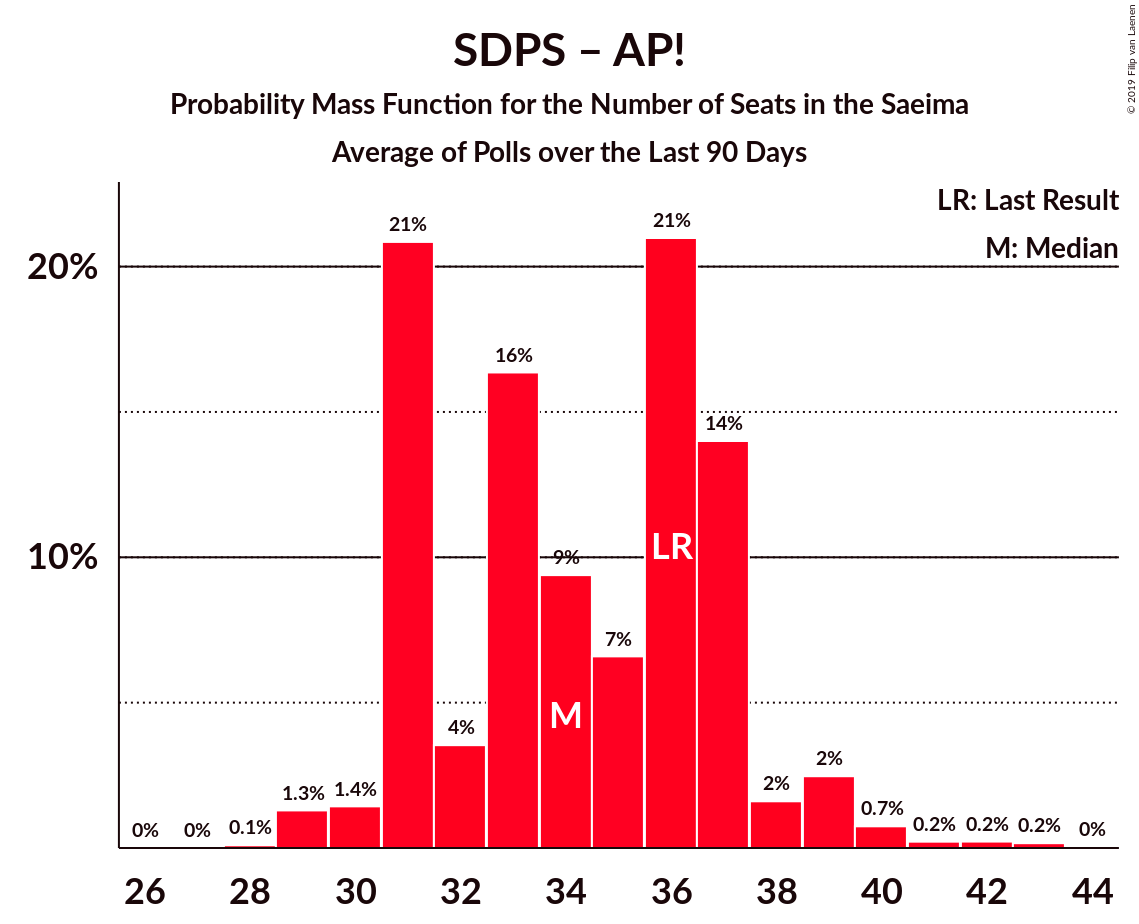 SDPS – AP!
Probability Mass Function for the Number of Seats in the Saeima
Average of Polls over the Last 90 Days
© 2019 Filip van Laenen
LR: Last Result
M: Median
20%
10%
0% 0% 0.1% 1.3% 1.4% 21% 4% 16% 9% 7% 21% 14% 2% 2% 0.7% 0.2% 0.2% 0.2% 0%
LR
M
26 28 30 32 34 36 38 40 42 44